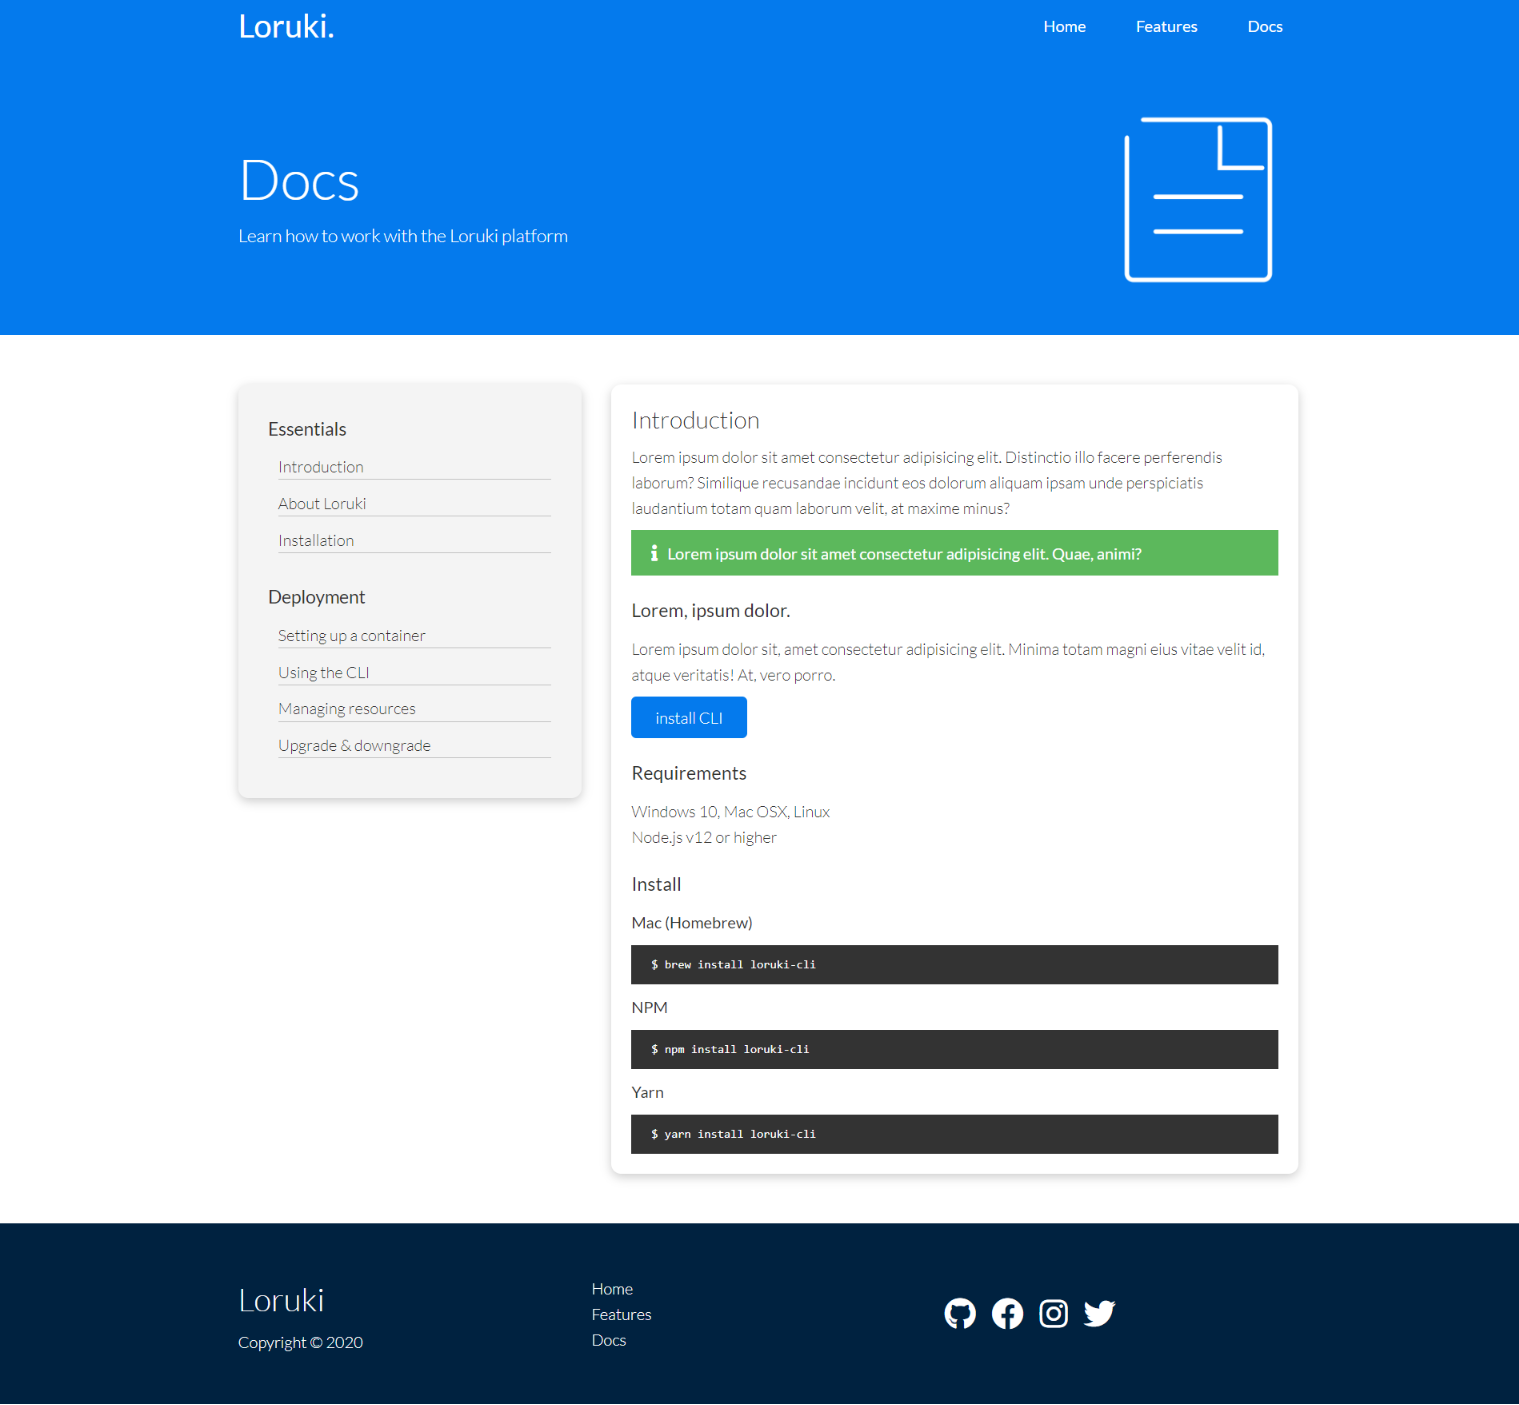 Loruki.
Home
Features
Docs
Docs
Learn how to work with the Loruki platform
Essentials
Introduction
About Loruki
Installation
Deployment
Setting up a container
Using the CLI
Managing resources
Upgrade & downgrade
Introduction
Lorem ipsum dolor sit amet consectetur adipisicing elit. Distinctio illo facere perferendis
laborum? Similique recusandae incidunt eos dolorum aliquam ipsam unde perspiciatis
laudantium totam quam laborum velit, at maxime minus?
Lorem ipsum dolor sit amet consectetur adipisicing elit. Quae, animi?
Lorem, ipsum dolor.
Lorem ipsum dolor sit, amet consectetur adipisicing elit. Minima totam magni eius vitae velit id,
atque veritatis! At, vero porro.
install CLI
Requirements
Windows 10, Mac OSX, Linux
Node.js v12 or higher
Install
Mac (Homebrew)
$ brew install loruki-cli
NPM
$ npm install loruki-cli
Yarn
$ yarn install loruki-cli
Loruki
Copyright © 2020
Home
Features
Docs